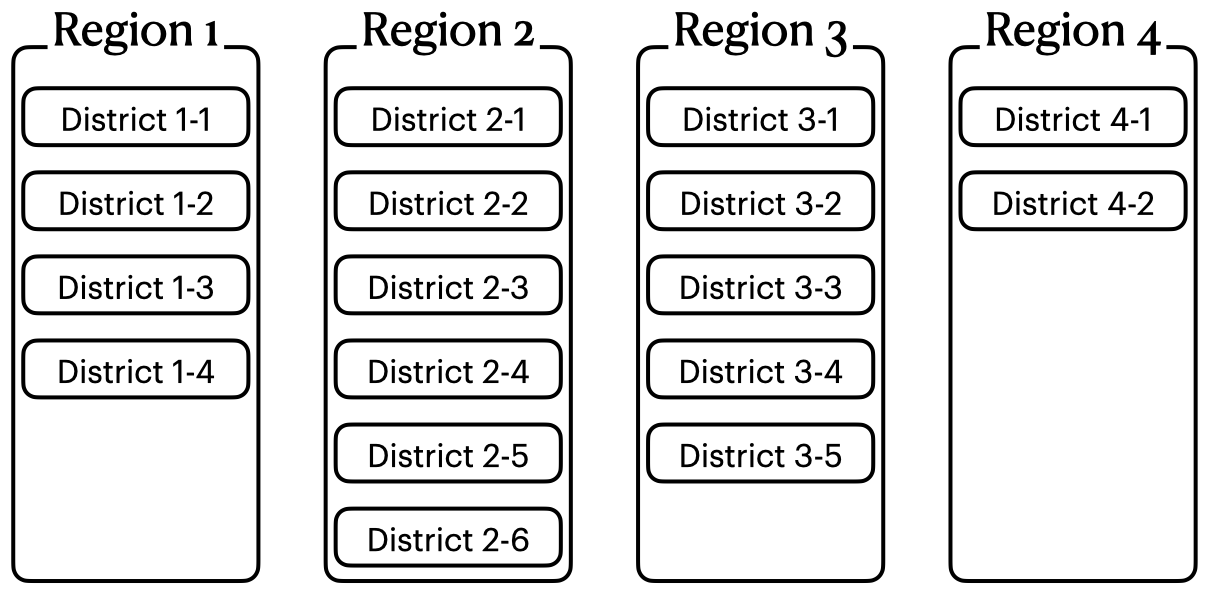 Region 1
District 1-1
District 1-2
District 1-3
District 1-4
Region 2
District 2-1
District 2-2
District 2-3
District 2-4
District 2-5
District 2-6
Region 3
District 3-1
District 3-2
District 3-3
District 3-4
District 3-5
Region 4
District 4-1
District 4-2